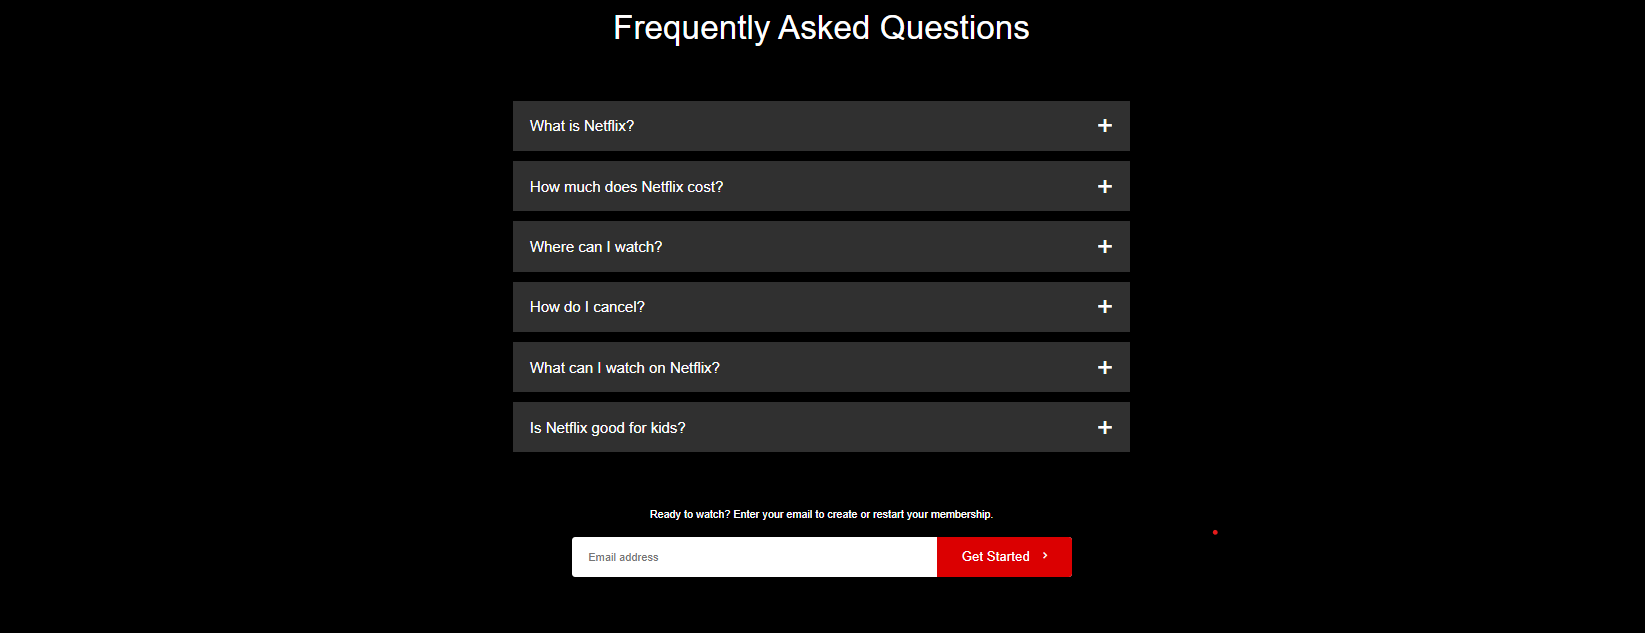 Frequently Asked Questions
What is Netflix?
How much does Netflix cost?
Where can I watch?
How do I cancel?
What can I watch on Netflix?
Is Netflix good for kids?
Ready to watch? Enter your email to create or restart your membership.
Email address
Get Started